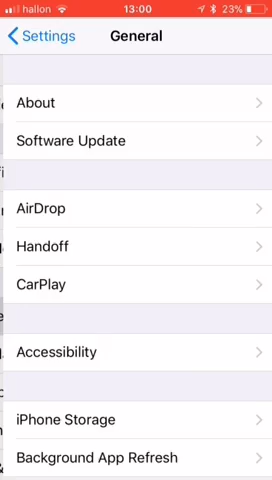 hallon 13:00 23%
Settings General
About
Software Update
AirDrop
Handoff
CarPlay
Accessibility
iPhone Storage
Background App Refresh